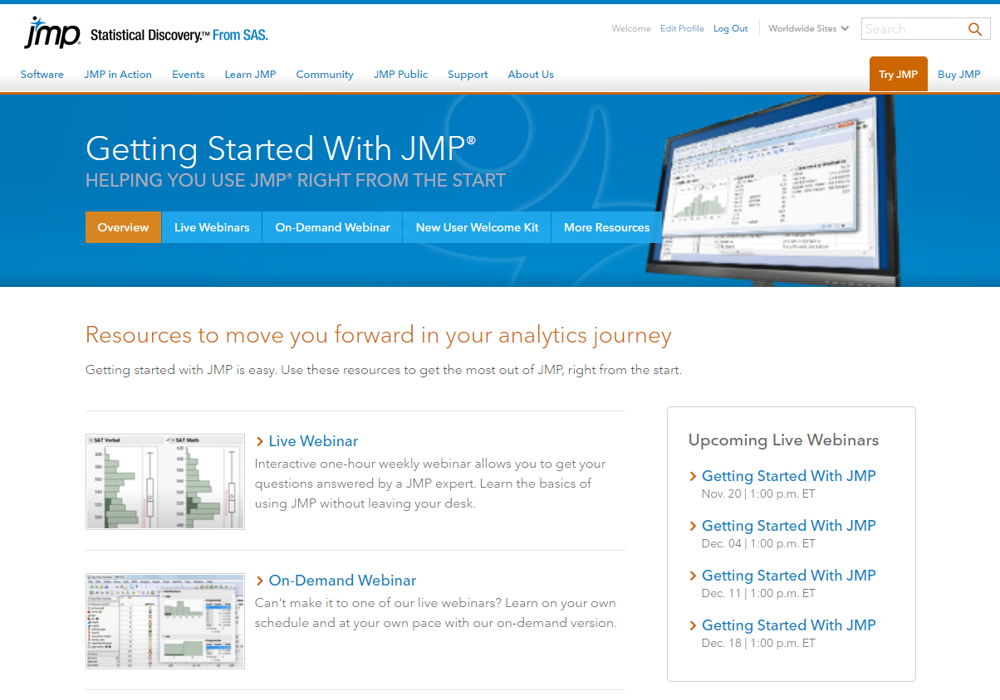 jmp Statistical Discovery.™ From SAS.
Welcome Edit Profile Log Out Worldwide Sites Search
Software JMP in Action Events Learn JMP Community JMP Public Support About Us Try JMP Buy JMP
Getting Started With JMP®
HELPING YOU USE JMP® RIGHT FROM THE START
Overview Live Webinars On-Demand Webinar New User Welcome Kit More Resources
Resources to move you forward in your analytics journey
Getting started with JMP is easy. Use these resources to get the most out of JMP, right from the start.
SAT Verbal SAT Math
Live Webinar
Interactive one-hour weekly webinar allows you to get your
questions answered by a JMP expert. Learn the basics of
using JMP without leaving your desk.
On-Demand Webinar
Can't make it to one of our live webinars? Learn on your own
schedule and at your own pace with our on-demand version.
Upcoming Live Webinars
Getting Started With JMP
Nov. 20 | 1:00 p.m. ET
Getting Started With JMP
Dec. 04 | 1:00 p.m. ET
Getting Started With JMP
Dec. 11 | 1:00 p.m. ET
Getting Started With JMP
Dec. 18 | 1:00 p.m. ET